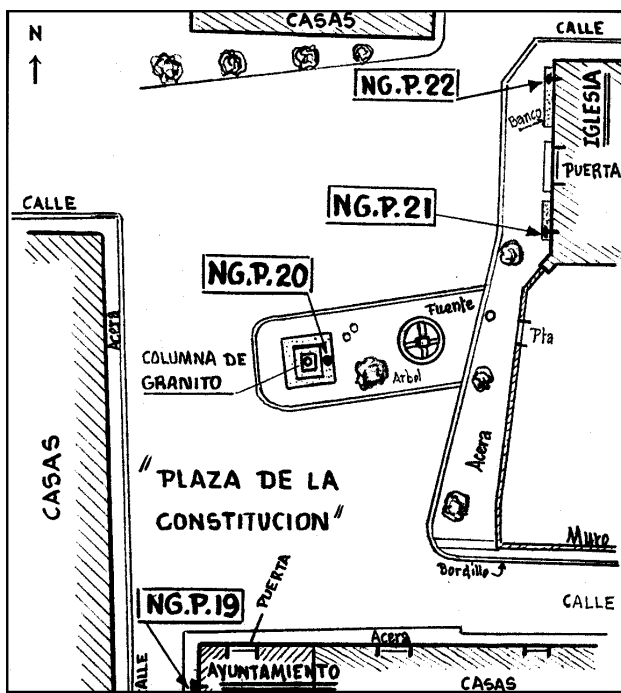 CASAS
CALLE
N
NG.P.22
Banco
IGLESIA
PUERTA
CALLE
NG.P.21
NG.P.20
Fuente
Acera
Pta
COLUMNA DE
GRANITO
Arbol
CASAS
"PLAZA DE LA
CONSTITUCION"
Acera
Muro
Bordillo
NG.P.19
PUERTA
CALLE
Acera
CALLE
AYUNTAMIENTO
CASAS